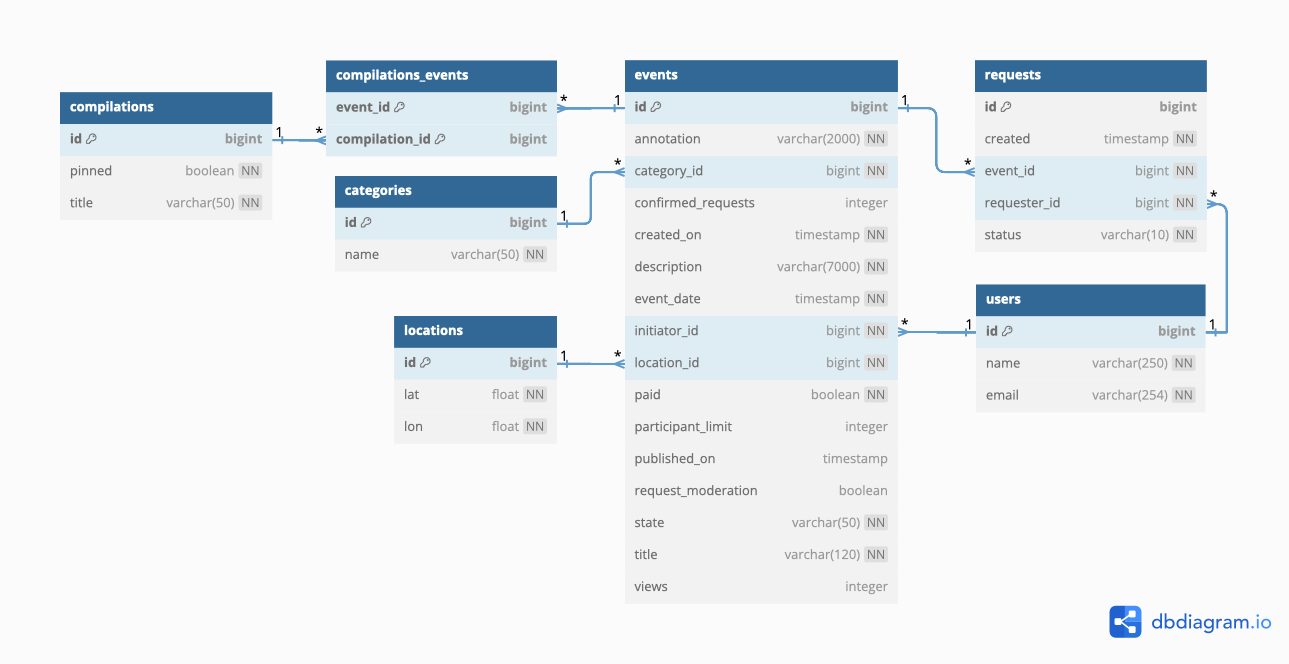 compilations
id bigint
pinned boolean NN
title varchar(50) NN
1 *
compilations_events
event_id bigint
compilation_id bigint
* 1
categories
id bigint
name varchar(50) NN
1 *
locations
id bigint
lat float NN
lon float NN
1 *
events
id bigint
annotation varchar(2000) NN
category_id bigint NN
confirmed_requests integer
created_on timestamp NN
description varchar(7000) NN
event_date timestamp NN
initiator_id bigint NN
location_id bigint NN
paid boolean NN
participant_limit integer
published_on timestamp
request_moderation boolean
state varchar(50) NN
title varchar(120) NN
views integer
1 *
* 1
requests
id bigint
created timestamp NN
event_id bigint NN
requester_id bigint NN
status varchar(10) NN
* 1
users
id bigint
name varchar(250) NN
email varchar(254) NN
dbdiagram.io